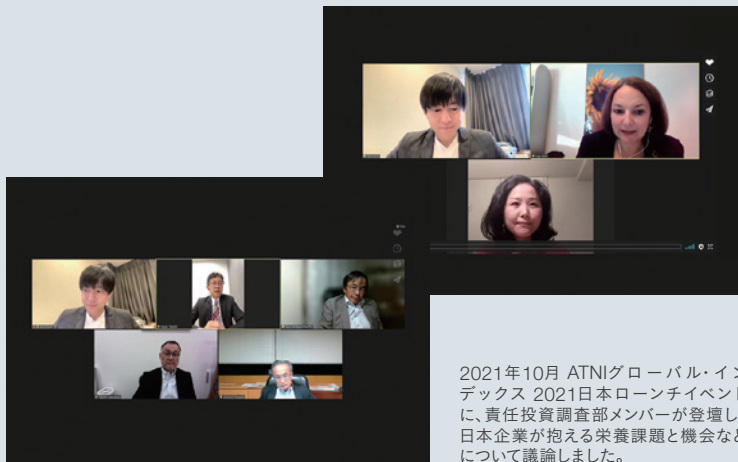 2021年10月 ATNIグローバル・イン
デックス 2021日本ローンチイベント
に、責任投資調査部メンバーが登壇し、
日本企業が抱える栄養課題と機会など
について議論しました。